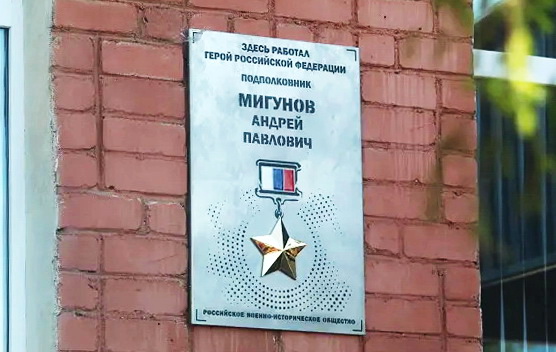 ЗДЕСЬ РАБОТАЛ
ГЕРОЙ РОССИЙСКОЙ ФЕДЕРАЦИИ
ПОДПОЛКОВНИК
МИГУНОВ
АНДРЕЙ
ПАВЛОВИЧ
РОССИЙСКОЕ ВОЕННО-ИСТОРИЧЕСКОЕ ОБЩЕСТВО